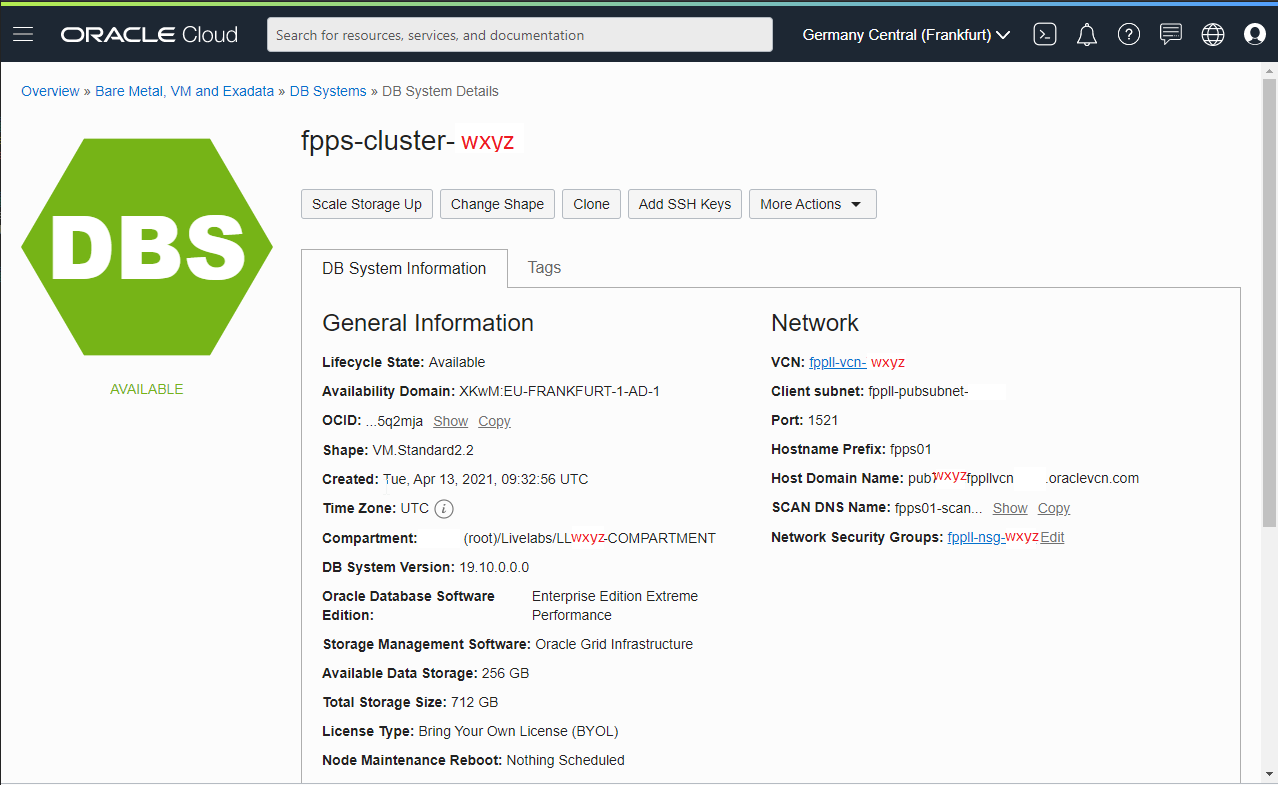 ORACLE Cloud
Search for resources, services, and documentation
Germany Central (Frankfurt)
Overview » Bare Metal, VM and Exadata » DB Systems » DB System Details
DBS
AVAILABLE
fpps-cluster- wxyz
Scale Storage Up
Change Shape
Clone
Add SSH Keys
More Actions
DB System Information
Tags
General Information
Lifecycle State: Available
Availability Domain: XKwM:EU-FRANKFURT-1-AD-1
OCID: ...5q2mja Show Copy
Shape: VM.Standard2.2
Created: Tue, Apr 13, 2021, 09:32:56 UTC
Time Zone: UTC i
Compartment: (root)/Livelabs/LLwxyz-COMPARTMENT
DB System Version: 19.10.0.0.0
Oracle Database Software Enterprise Edition Extreme
Edition: Performance
Storage Management Software: Oracle Grid Infrastructure
Available Data Storage: 256 GB
Total Storage Size: 712 GB
License Type: Bring Your Own License (BYOL)
Node Maintenance Reboot: Nothing Scheduled
Network
VCN: fppll-vcn- wxyz
Client subnet: fppll-pubsubnet-
Port: 1521
Hostname Prefix: fpps01
Host Domain Name: pub1wxyzfppllvcn .oraclevcn.com
SCAN DNS Name: fpps01-scan... Show Copy
Network Security Groups: fppll-nsg-wxyz Edit